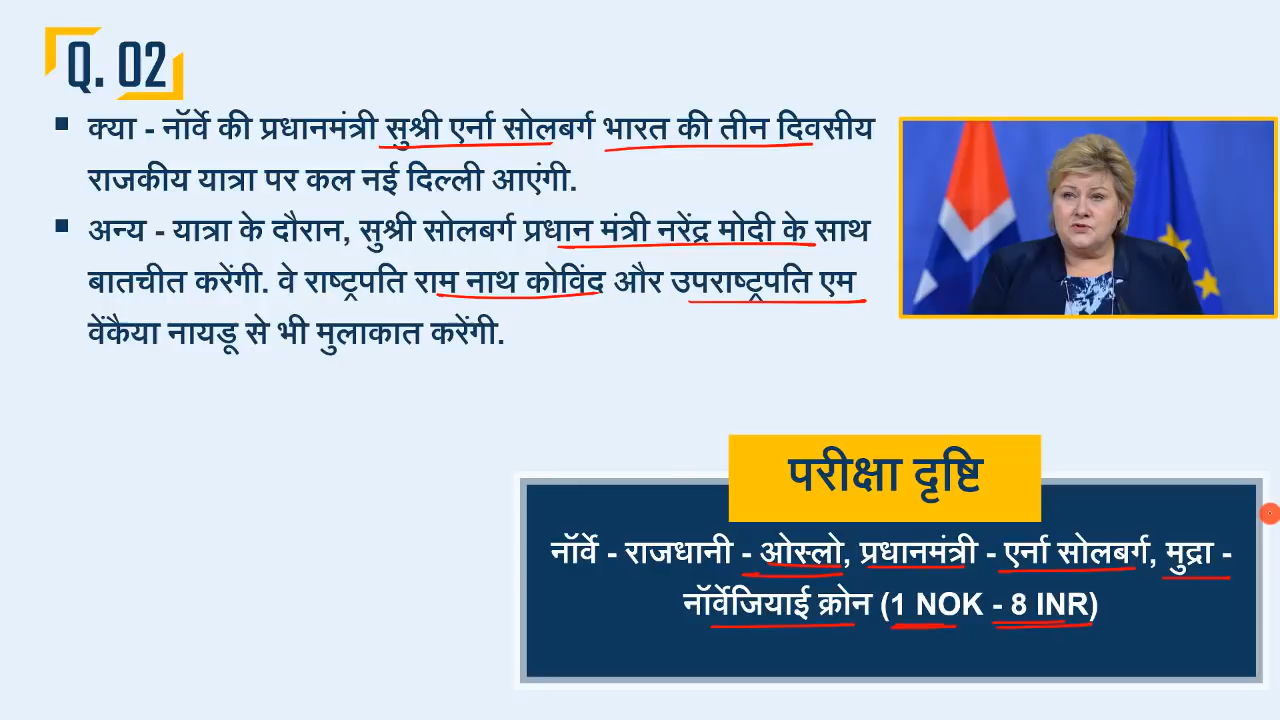 Q. 02
▪ क्या - नॉर्वे की प्रधानमंत्री सुश्री एर्ना सोलबर्ग भारत की तीन दिवसीय
राजकीय यात्रा पर कल नई दिल्ली आएंगी.
▪ अन्य - यात्रा के दौरान, सुश्री सोलबर्ग प्रधान मंत्री नरेंद्र मोदी के साथ
बातचीत करेंगी. वे राष्ट्रपति राम नाथ कोविंद और उपराष्ट्रपति एम
वेंकैया नायडू से भी मुलाकात करेंगी.
परीक्षा दृष्टि
नॉर्वे - राजधानी - ओस्लो, प्रधानमंत्री - एर्ना सोलबर्ग, मुद्रा -
नॉर्वेजियाई क्रोन (1 NOK - 8 INR)